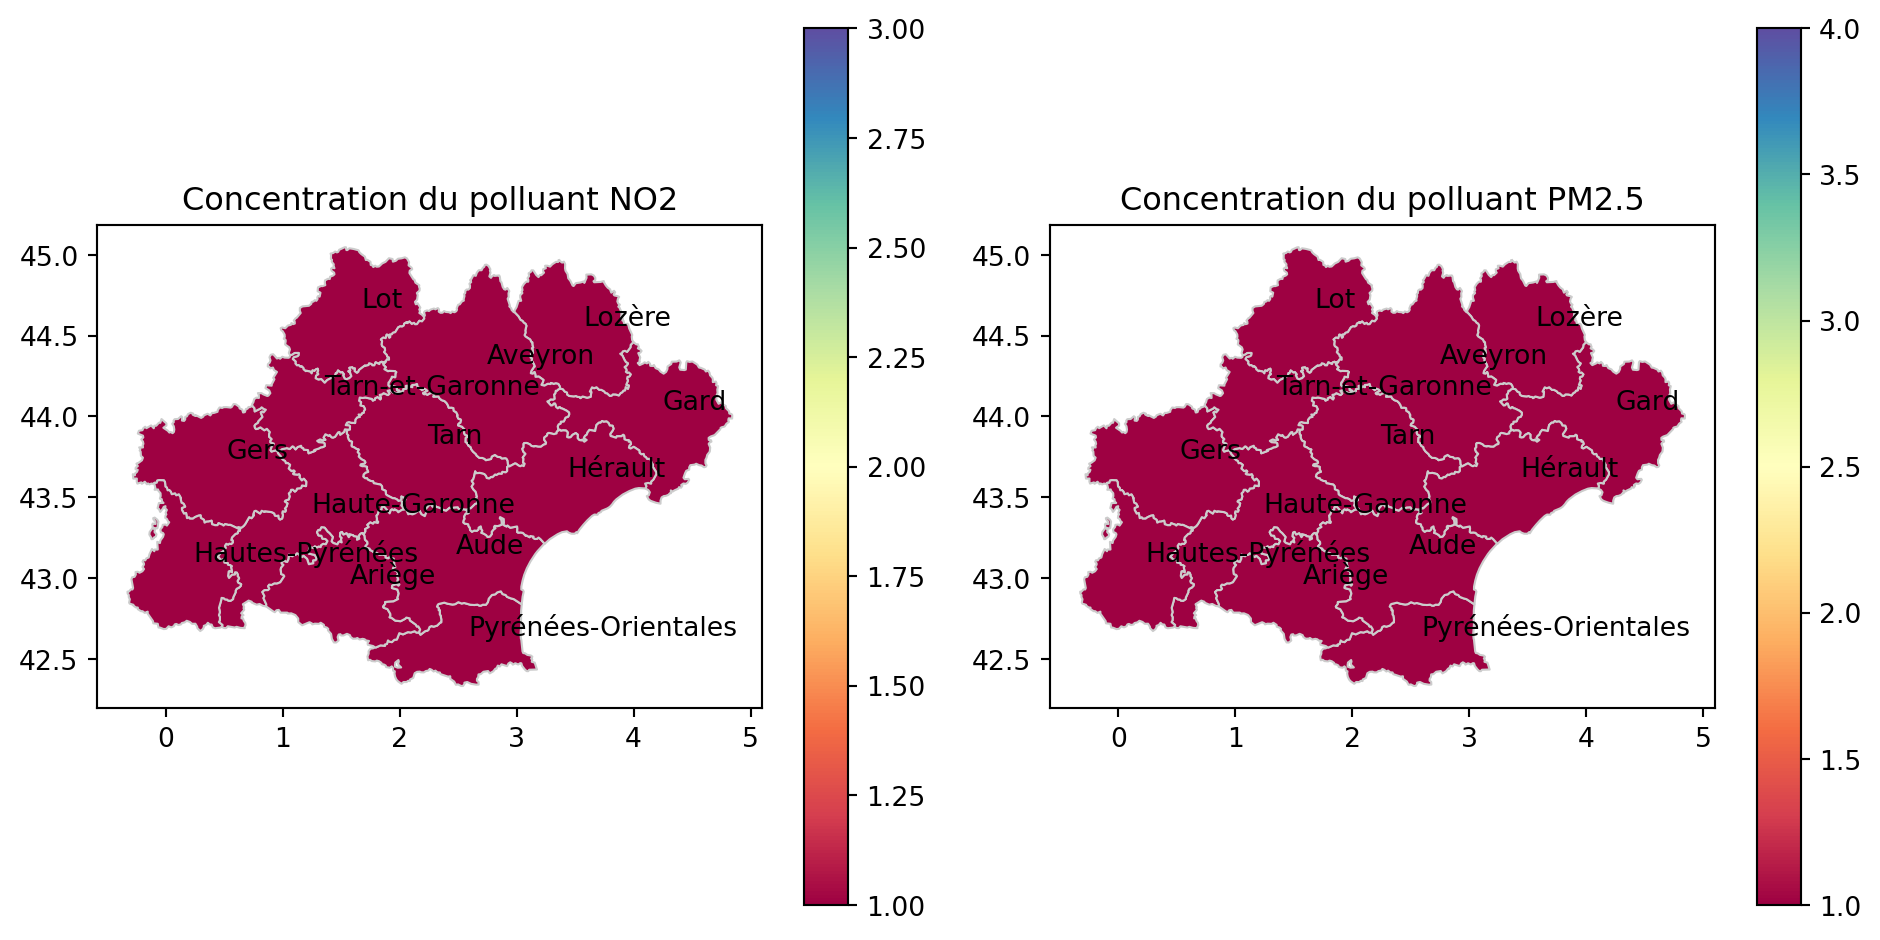 Concentration du polluant NO2
45.0
44.5
44.0
43.5
43.0
42.5
0 1 2 3 4 5
Lot
Lozère
Aveyron
Tarn-et-Garonne
Gard
Tarn
Gers
Hérault
Haute-Garonne
Aude
Hautes-Pyrénées
Ariège
Pyrénées-Orientales
3.00
2.75
2.50
2.25
2.00
1.75
1.50
1.25
1.00
Concentration du polluant PM2.5
45.0
44.5
44.0
43.5
43.0
42.5
0 1 2 3 4 5
Lot
Lozère
Aveyron
Tarn-et-Garonne
Gard
Tarn
Gers
Hérault
Haute-Garonne
Aude
Hautes-Pyrénées
Ariège
Pyrénées-Orientales
4.0
3.5
3.0
2.5
2.0
1.5
1.0